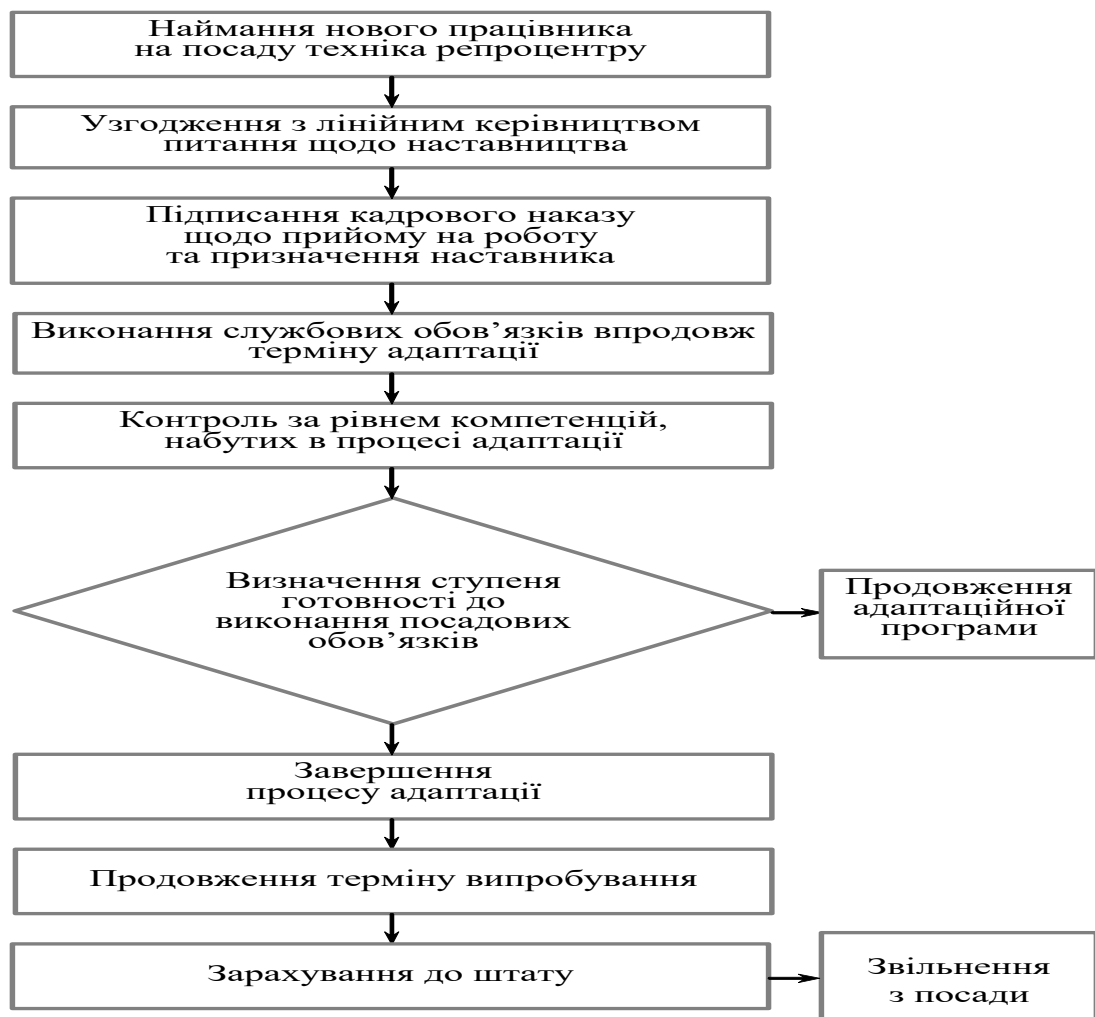 Наймання нового працівника
на посаду техніка репроцентру
Узгодження з лінійним керівництвом
питання щодо наставництва
Підписання кадрового наказу
щодо прийому на роботу
та призначення наставника
Виконання службових обов’язків впродовж
терміну адаптації
Контроль за рівнем компетенцій,
набутих в процесі адаптації
Визначення ступеня
готовності до
виконання посадових
обов’язків
Продовження
адаптаційної
програми
Завершення
процесу адаптації
Продовження терміну випробування
Зарахування до штату
Звільнення
з посади